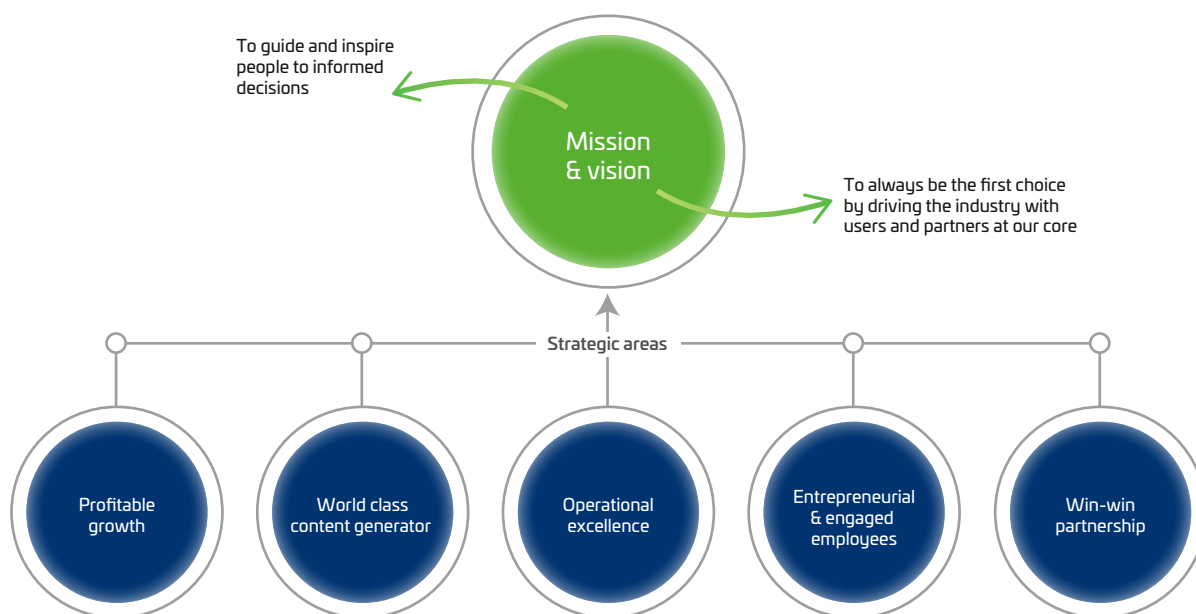 To guide and inspire
people to informed
decisions
Mission
& vision
To always be the first choice
by driving the industry with
users and partners at our core
Strategic areas
Profitable
growth
World class
content generator
Operational
excellence
Entrepreneurial
& engaged
employees
Win-win
partnership